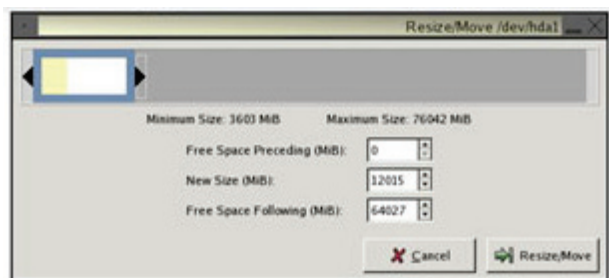 Resize/Move /dev/hda1
Minimum Size: 3603 MiB Maximum Size: 76042 MiB
Free Space Preceding (MiB): 0
New Size (MiB): 12015
Free Space Following (MiB): 64027
Cancel Resize/Move